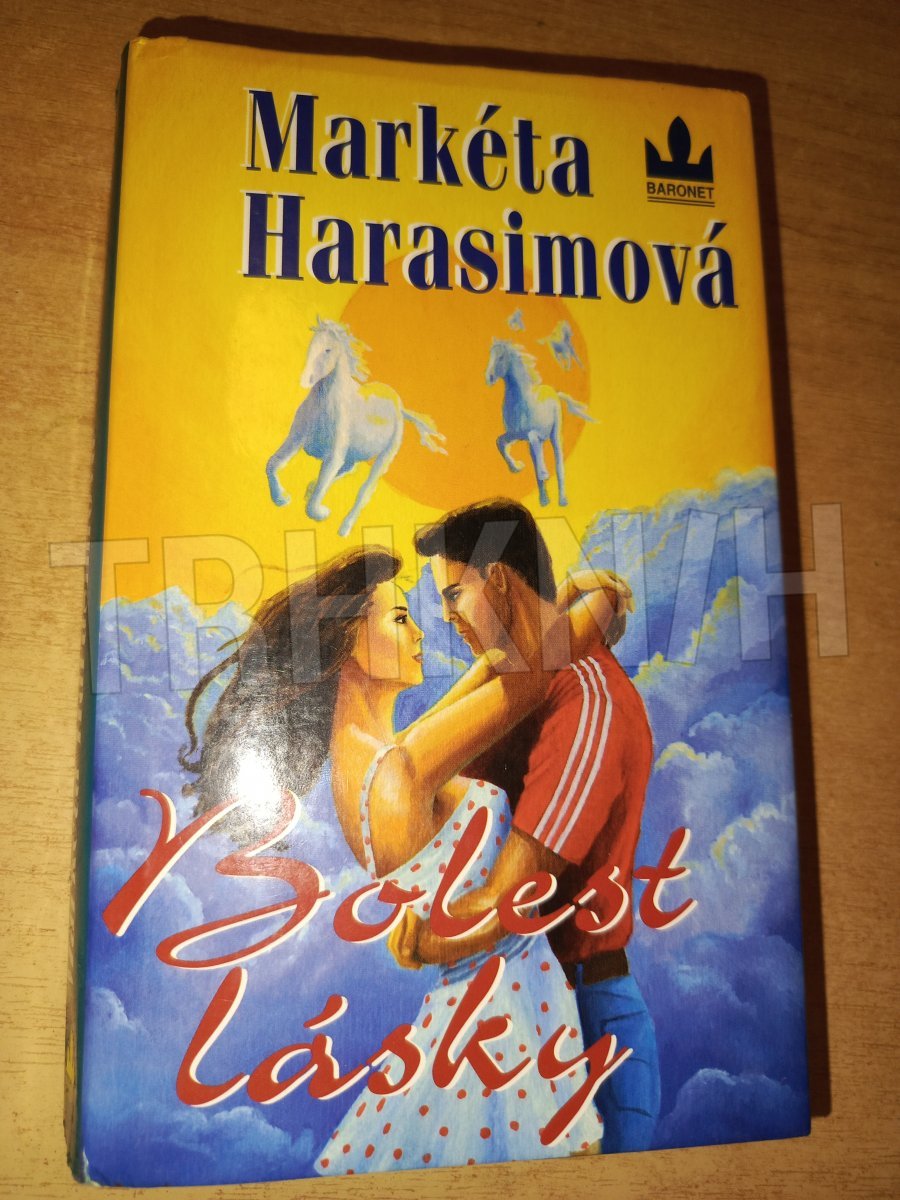 Markéta
Harasimová
BARONET
TRHKNIH
Bolest
lásky